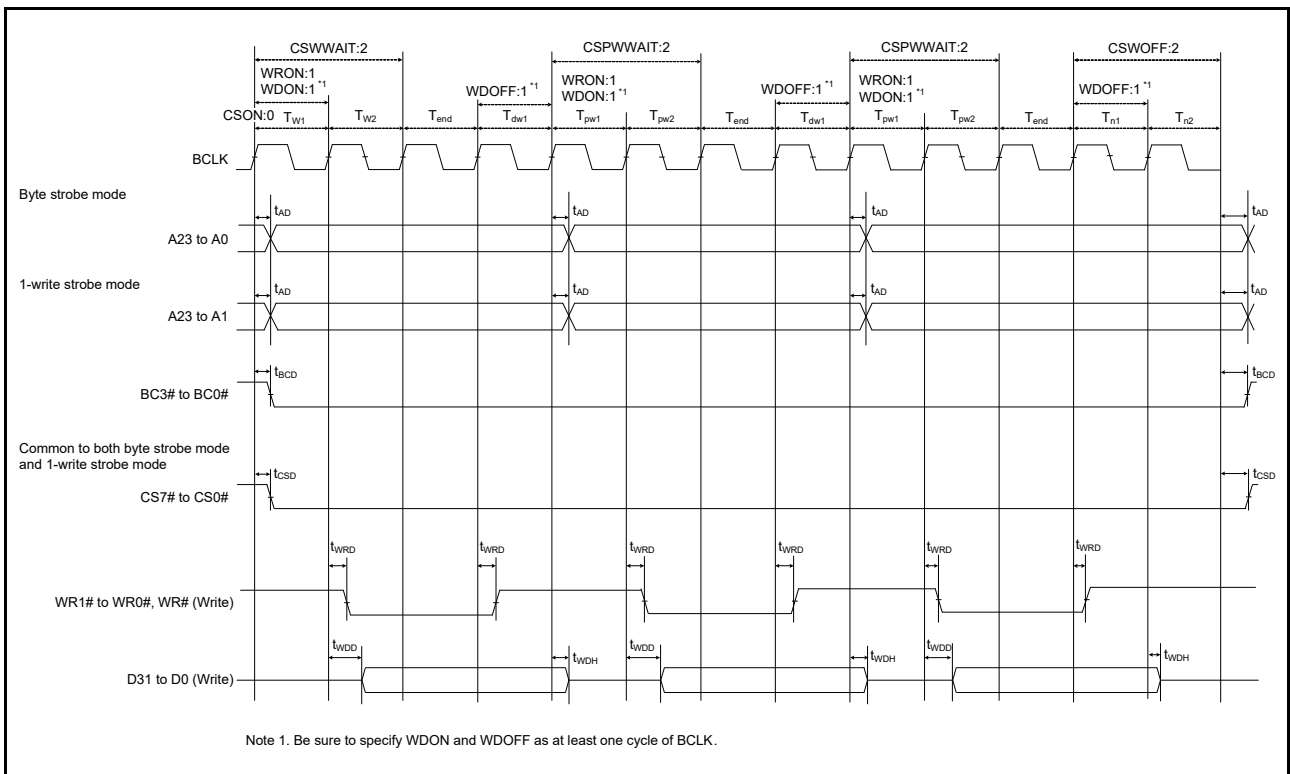 CSWWAIT:2 CSPWWAIT:2 CSPWWAIT:2 CSWOFF:2
WRON:1 WRON:1 WRON:1
WDON:1 *1 WDOFF:1 *1 WDON:1 *1 WDOFF:1 *1 WDON:1 *1 WDOFF:1 *1
CSON:0 TW1 TW2 Tend Tdw1 Tpw1 Tpw2 Tend Tdw1 Tpw1 Tpw2 Tend Tn1 Tn2
BCLK
Byte strobe mode
tAD tAD tAD tAD
A23 to A0
1-write strobe mode
tAD tAD tAD tAD
A23 to A1
tBCD tBCD
BC3# to BC0#
Common to both byte strobe mode
and 1-write strobe mode
tCSD tCSD
CS7# to CS0#
tWRD tWRD tWRD tWRD tWRD tWRD
WR1# to WR0#, WR# (Write)
tWDD tWDH tWDD tWDH tWDD tWDH
D31 to D0 (Write)
Note 1. Be sure to specify WDON and WDOFF as at least one cycle of BCLK.